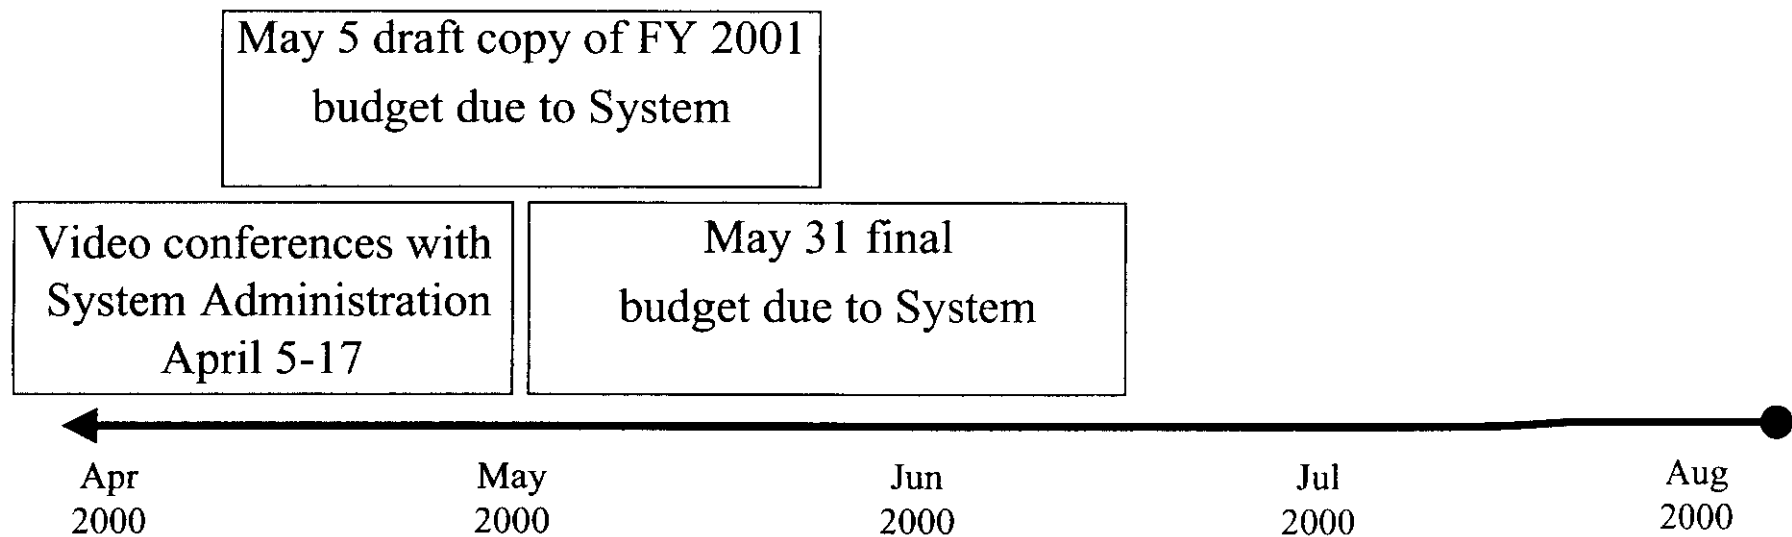 May 5 draft copy of FY 2001
budget due to System
Video conferences with
System Administration
April 5-17
May 31 final
budget due to System
Apr
2000
May
2000
Jun
2000
Jul
2000
Aug
2000